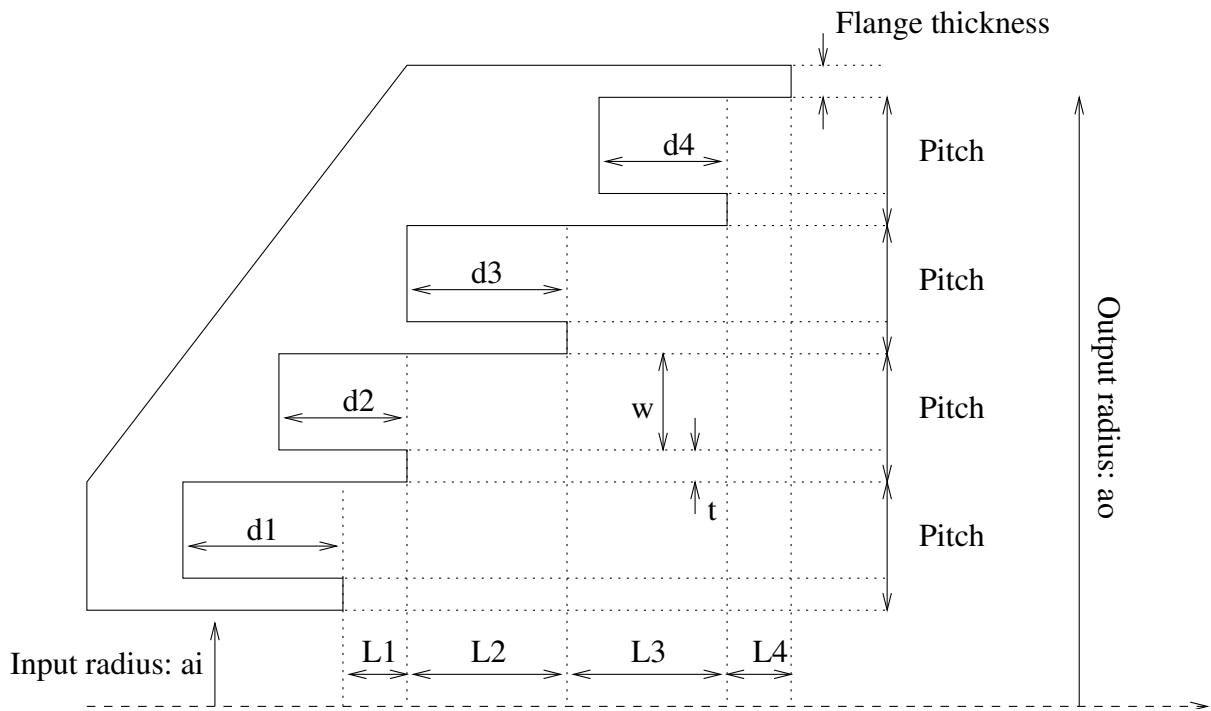 Flange thickness
d4
Pitch
d3
Pitch
d2
w
Pitch
t
d1
Pitch
Output radius: ao
L1
L2
L3
L4
Input radius: ai